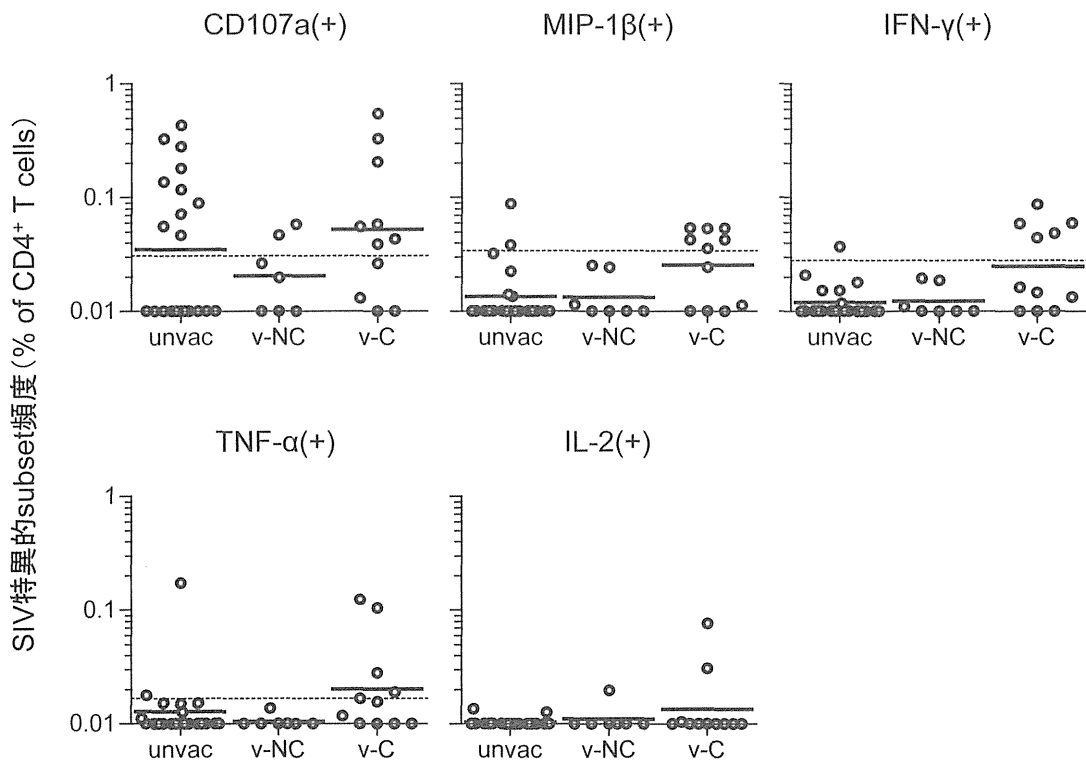 SIV特異的subset頻度(% of CD4⁺ T cells)
CD107a(+)
MIP-1β(+)
IFN-γ(+)
1
0.1
0.01
unvac v-NC v-C
unvac v-NC v-C
unvac v-NC v-C
TNF-α(+)
IL-2(+)
1
0.1
0.01
unvac v-NC v-C
unvac v-NC v-C